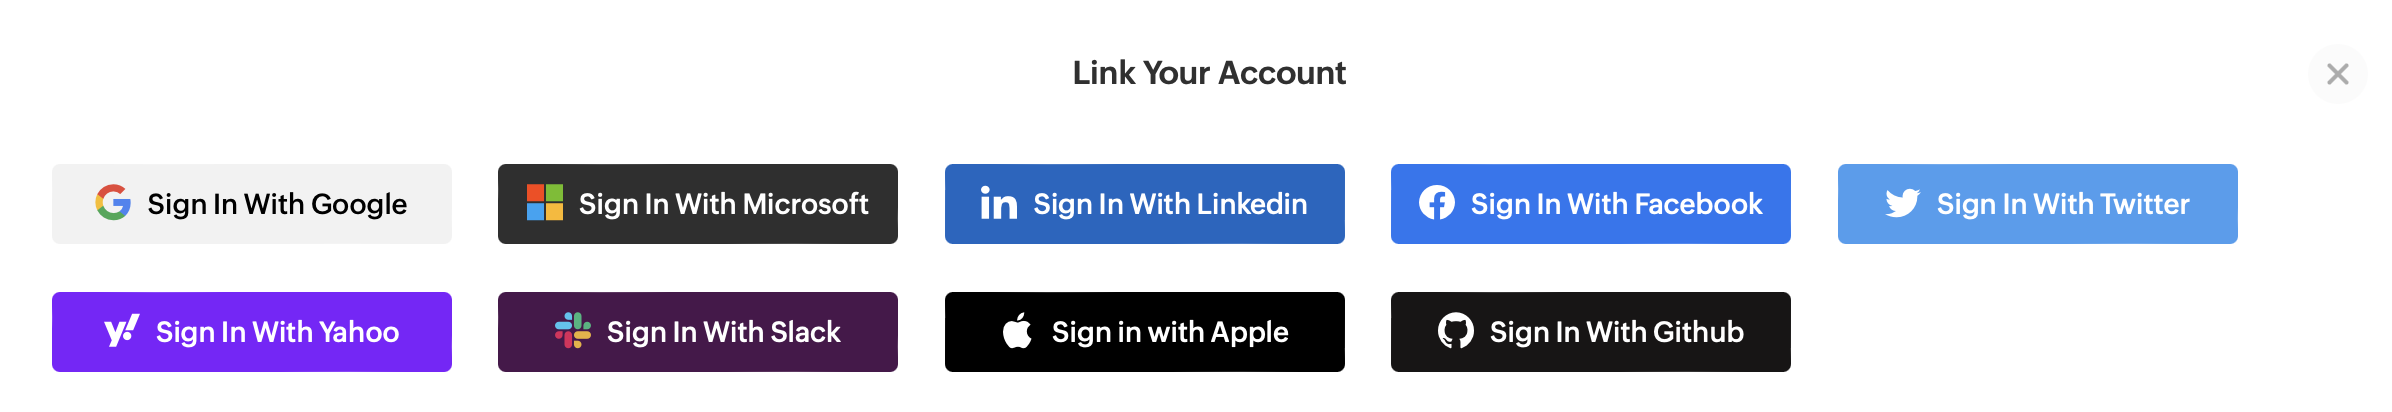 Link Your Account
Sign In With Google
Sign In With Microsoft
Sign In With Linkedin
Sign In With Facebook
Sign In With Twitter
Sign In With Yahoo
Sign In With Slack
Sign in with Apple
Sign In With Github